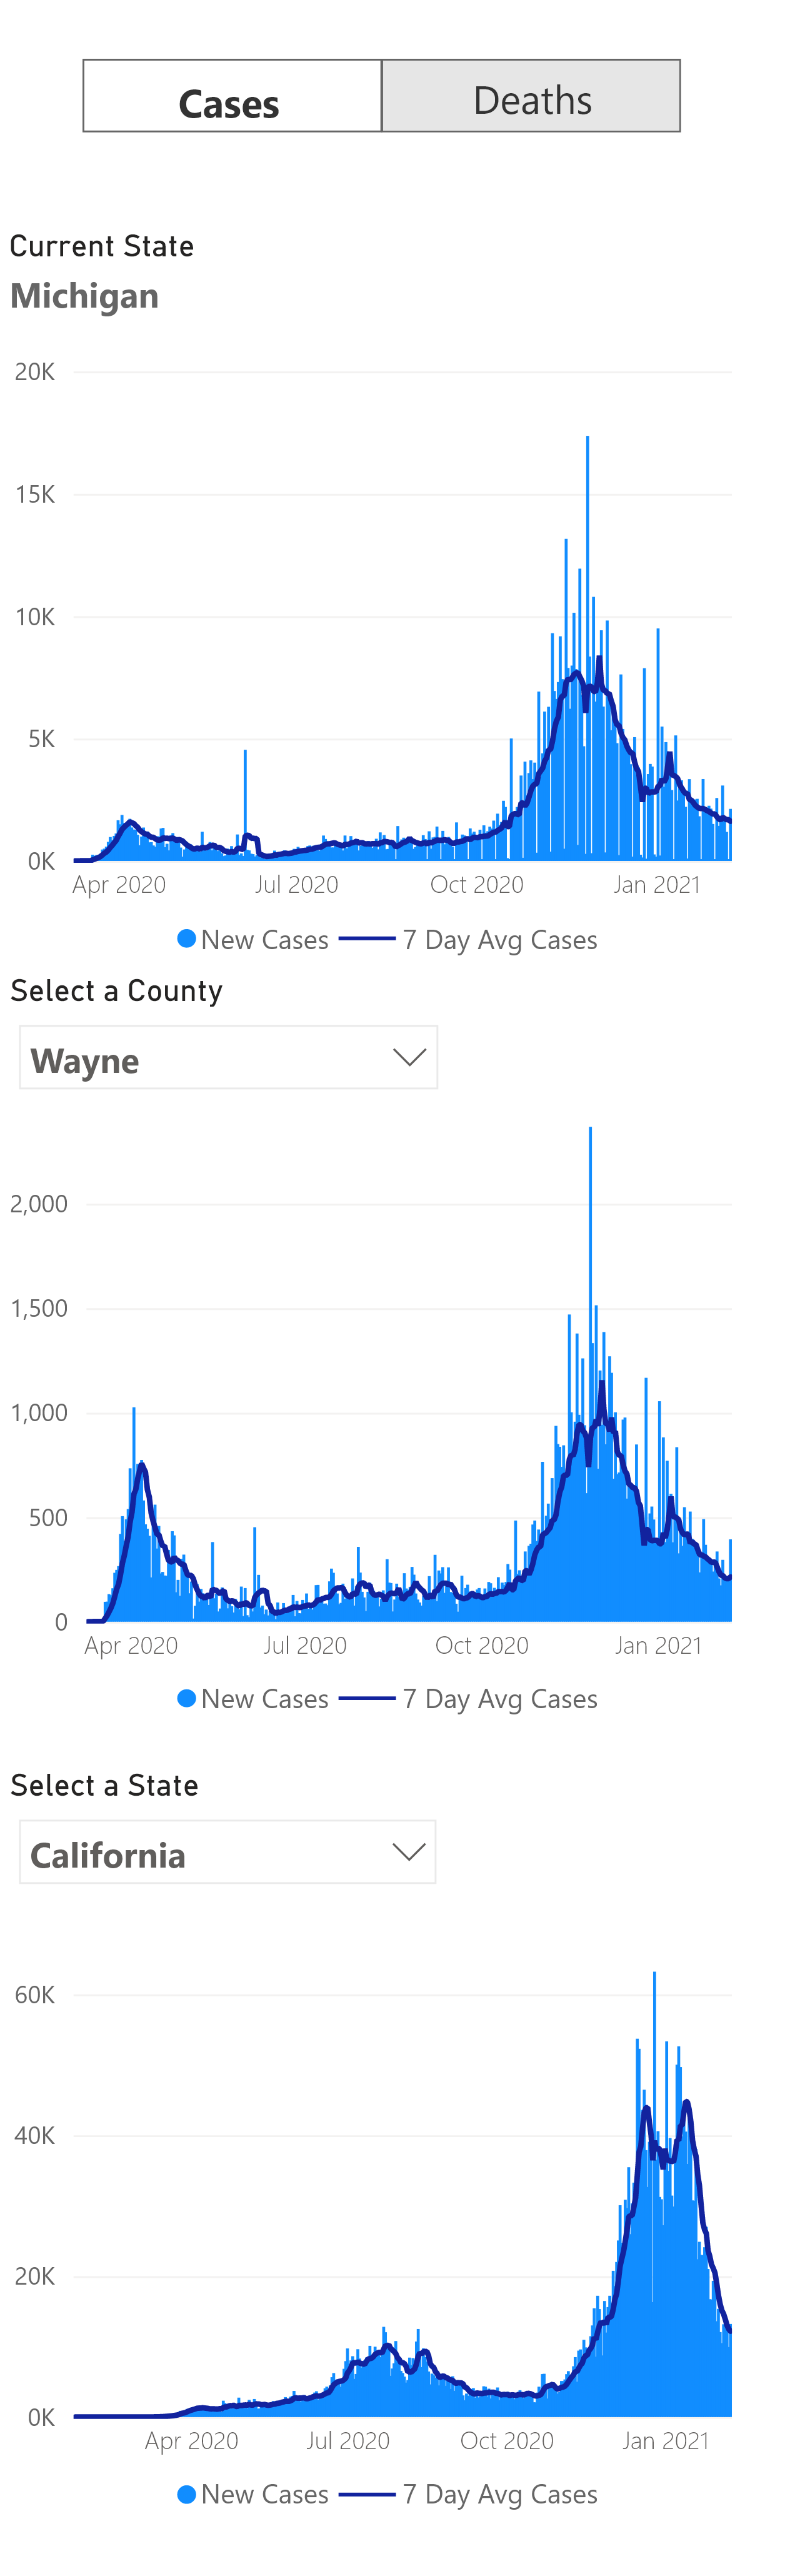 Cases Deaths
Current State
Michigan
20K
15K
10K
5K
0K
Apr 2020 Jul 2020 Oct 2020 Jan 2021
New Cases 7 Day Avg Cases
Select a County
Wayne
2,000
1,500
1,000
500
0
Apr 2020 Jul 2020 Oct 2020 Jan 2021
New Cases 7 Day Avg Cases
Select a State
California
60K
40K
20K
0K
Apr 2020 Jul 2020 Oct 2020 Jan 2021
New Cases 7 Day Avg Cases